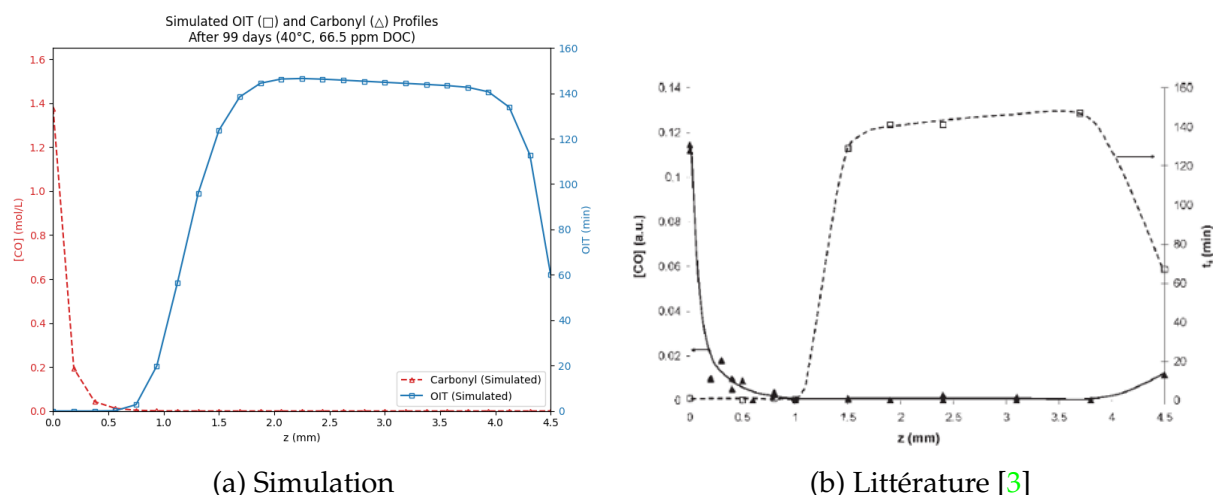 Simulated OIT (□) and Carbonyl (△) Profiles
After 99 days (40°C, 66.5 ppm DOC)
1.6
1.4
1.2
1.0
0.8
0.6
0.4
0.2
0.0
[CO] (mol/L)
160
140
120
100
80
60
40
20
0
OIT (min)
Carbonyl (Simulated)
OIT (Simulated)
0.0 0.5 1.0 1.5 2.0 2.5 3.0 3.5 4.0 4.5
z (mm)
(a) Simulation
0.14
0.12
0.1
0.08
0.06
0.04
0.02
0
[CO] (a.u.)
160
140
120
100
80
60
40
20
0
tᵢ (min)
0 0.5 1 1.5 2 2.5 3 3.5 4 4.5
z (mm)
(b) Littérature [3]